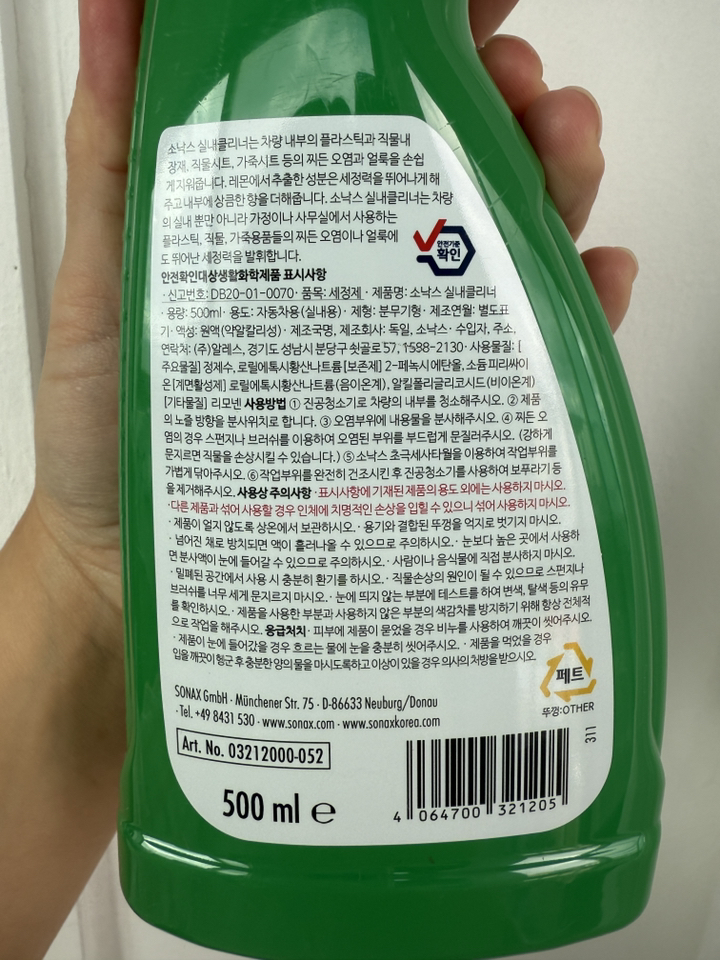 소낙스 실내클리너는 차량 내부의 플라스틱과 직물내
장재, 직물시트, 가죽시트 등의 찌든 오염과 얼룩을 손쉽
게 지워줍니다. 레몬에서 추출한 성분은 세정력을 뛰어나게 해
주고 내부에 상큼한 향을 더해줍니다. 소낙스 실내클리너는 차량
의 실내 뿐만 아니라 가정이나 사무실에서 사용하는
플라스틱, 직물, 가죽용품들의 찌든 오염이나 얼룩에
도 뛰어난 세정력을 발휘합니다.
안전기준
확인
안전확인대상생활화학제품 표시사항
· 신고번호: DB20-01-0070 · 품목: 세정제 · 제품명: 소낙스 실내클리너
· 용량: 500ml · 용도: 자동차용(실내용) · 제형: 분무기형 · 제조연월: 별도표
기 · 액성: 원액(약알칼리성) · 제조국명, 제조회사: 독일, 소낙스 · 수입자, 주소,
연락처: (주)알레스, 경기도 성남시 분당구 쇳골로 57, 1598-2130 · 사용물질: [
주요물질] 정제수, 로릴에톡시황산나트륨 [보존제] 2-페녹시에탄올, 소듐피리싸이
온 [계면활성제] 로릴에톡시황산나트륨(음이온계), 알킬폴리글리코시드(비이온계)
[기타물질] 리모넨 사용방법 ① 진공청소기로 차량의 내부를 청소해주시오. ② 제품
의 노즐 방향을 분사위치로 합니다. ③ 오염부위에 내용물을 분사해주시오. ④ 찌든 오
염의 경우 스펀지나 브러쉬를 이용하여 오염된 부위를 부드럽게 문질러주시오. (강하게
문지르면 직물을 손상시킬 수 있습니다.) ⑤ 소낙스 초극세사타월을 이용하여 작업부위를
가볍게 닦아주시오. ⑥ 작업부위를 완전히 건조시킨 후 진공청소기를 사용하여 보푸라기 등
을 제거해주시오. 사용상 주의사항 · 표시사항에 기재된 제품의 용도 외에는 사용하지 마시오.
· 다른 제품과 섞어 사용할 경우 인체에 치명적인 손상을 입힐 수 있으니 섞어 사용하지 마시오.
· 제품이 얼지 않도록 상온에서 보관하시오. · 용기와 결합된 뚜껑을 억지로 벗기지 마시오.
· 넘어진 채로 방치되면 액이 흘러나올 수 있으므로 주의하시오. · 눈보다 높은 곳에서 사용하
면 분사액이 눈에 들어갈 수 있으므로 주의하시오. · 사람이나 음식물에 직접 분사하지 마시오.
· 밀폐된 공간에서 사용 시 충분히 환기를 하시오. · 직물손상의 원인이 될 수 있으므로 스펀지나
브러쉬를 너무 세게 문지르지 마시오. · 눈에 띄지 않는 부분에 테스트를 하여 변색, 탈색 등의 유무
를 확인하시오. · 제품을 사용한 부분과 사용하지 않은 부분의 색감차를 방지하기 위해 항상 전체적
으로 작업을 해주시오. 응급처치 · 피부에 제품이 묻었을 경우 비누를 사용하여 깨끗이 씻어주시오.
· 제품이 눈에 들어갔을 경우 흐르는 물에 눈을 충분히 씻어주시오. · 제품을 먹었을 경우
입을 깨끗이 헹군 후 충분한 양의 물을 마시도록하고 이상이 있을 경우 의사의 처방을 받으시오.
페트
뚜껑:OTHER
SONAX GmbH · Münchener Str. 75 · D-86633 Neuburg/Donau
· Tel. +49 8431 530 · www.sonax.com · www.sonaxkorea.com
311
Art. No. 03212000-052
500 ml e
4 064700 321205